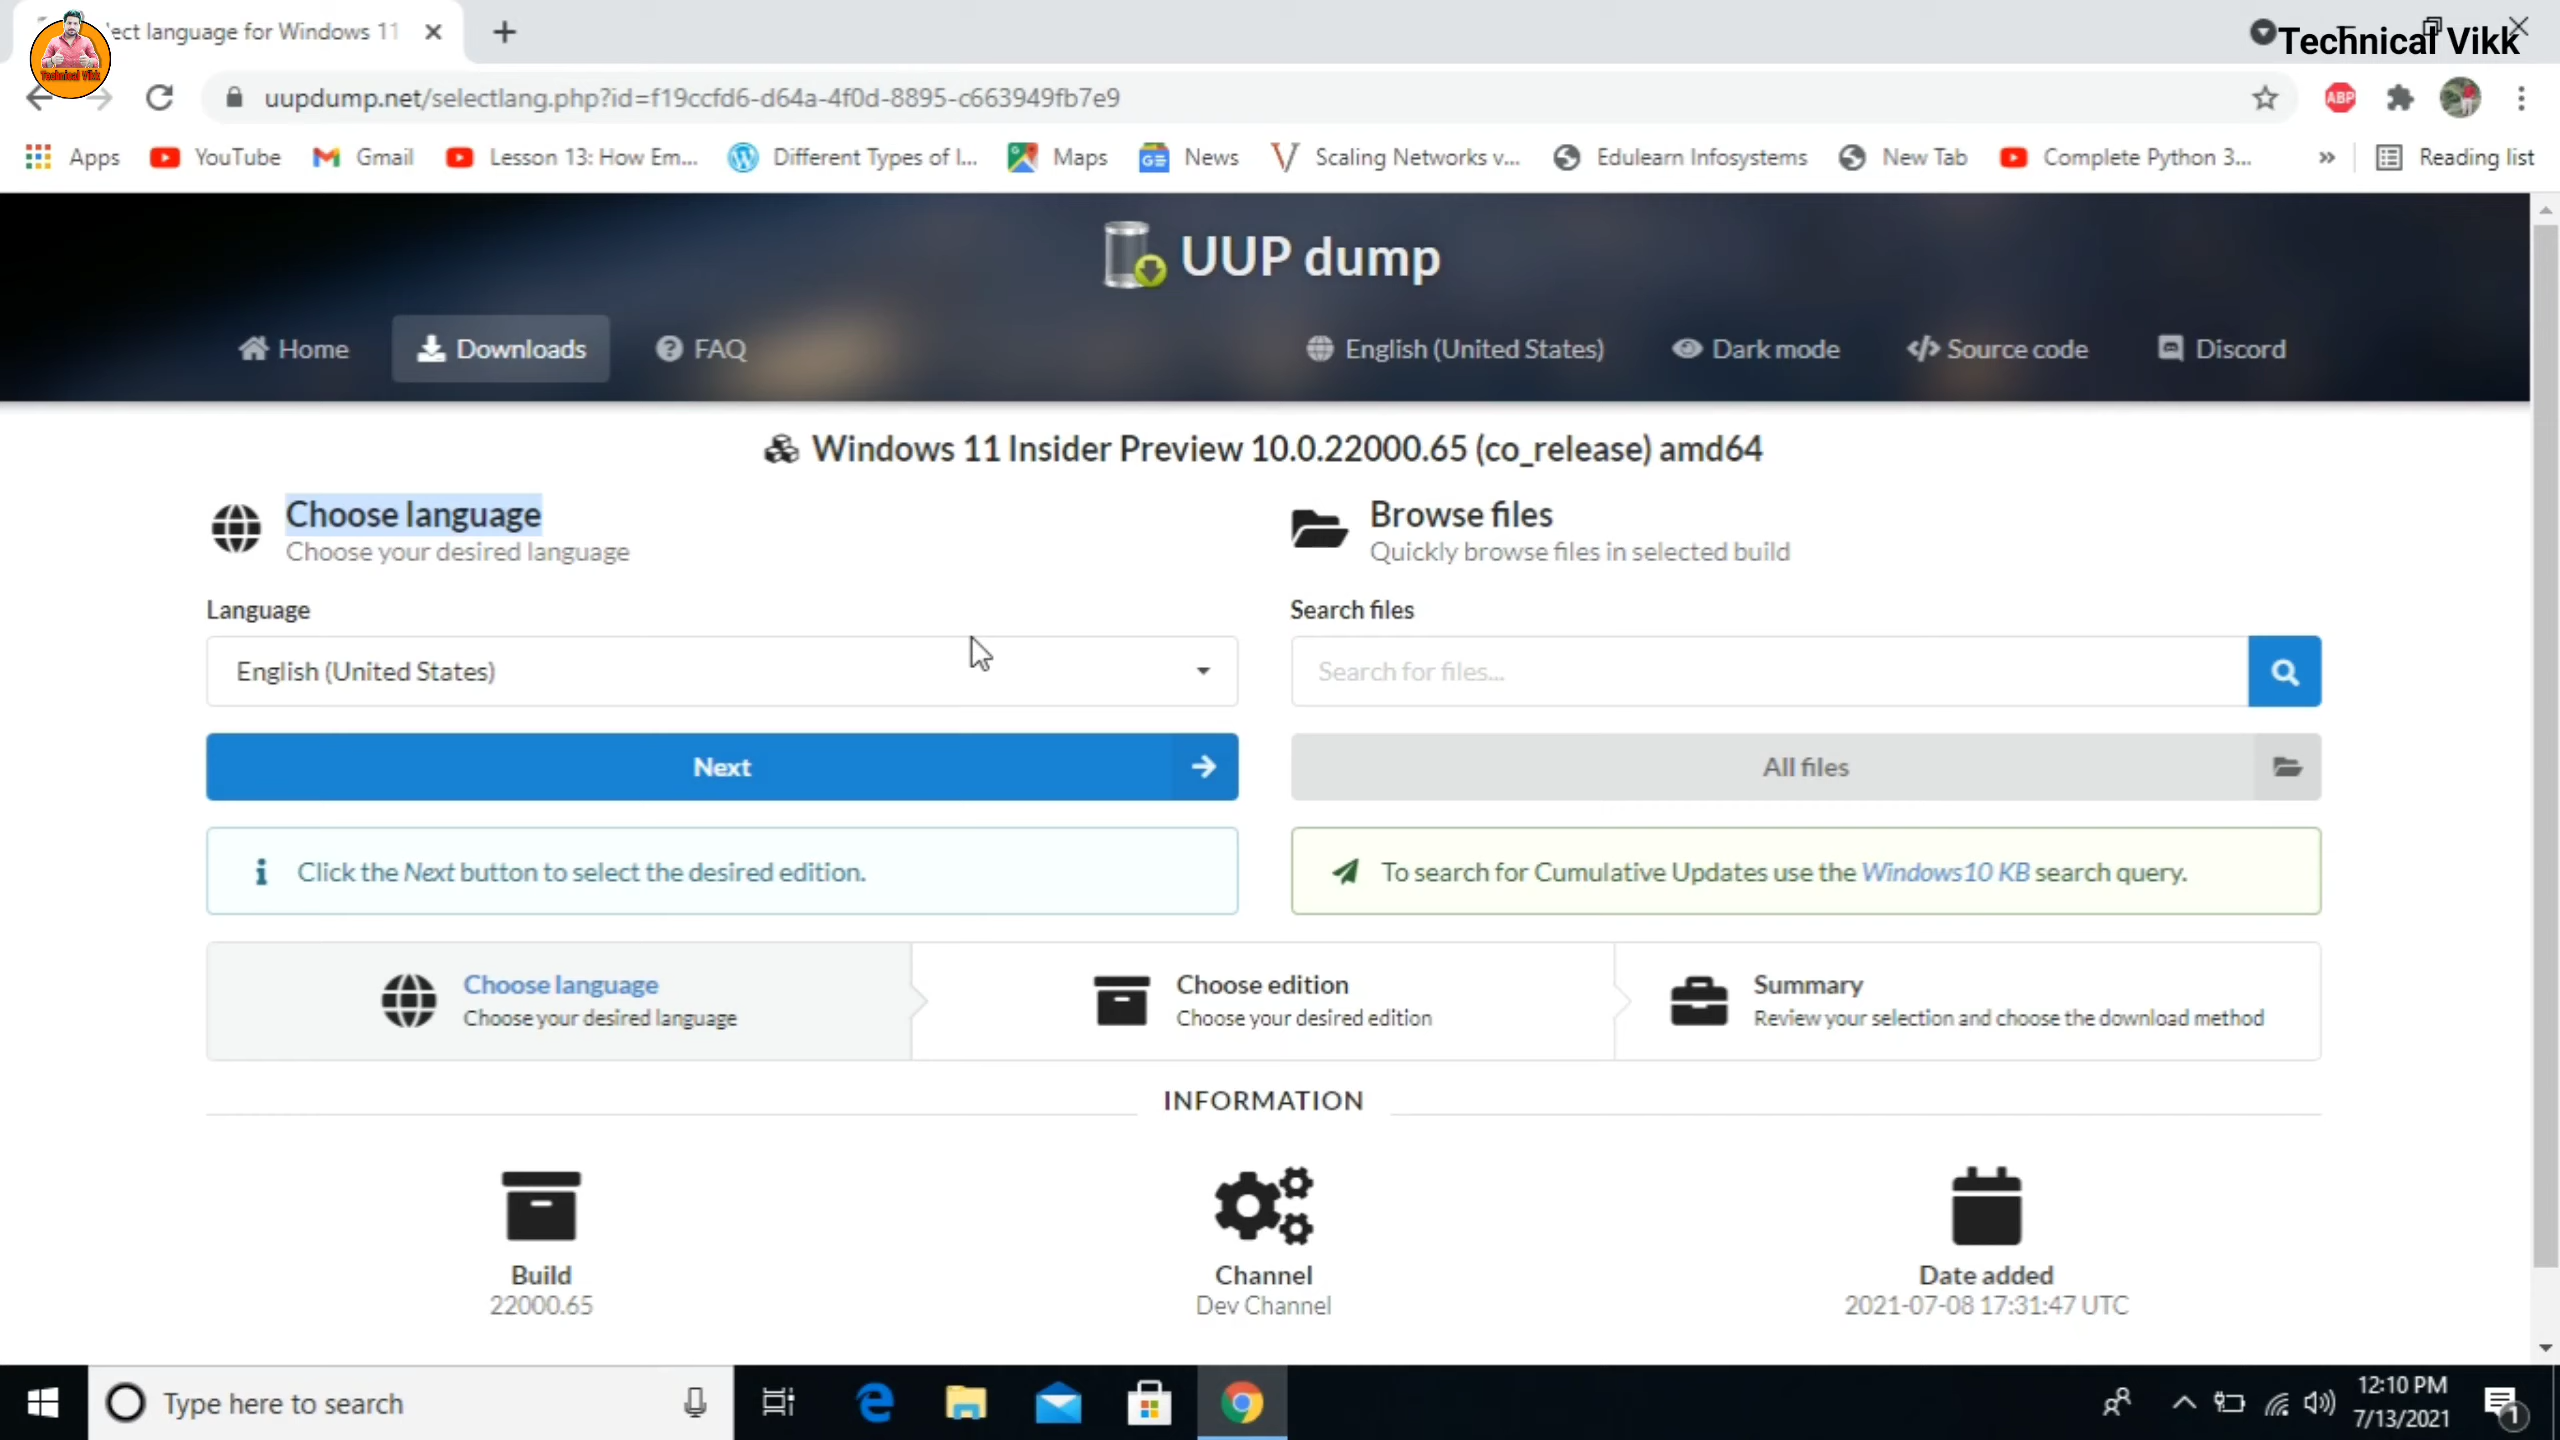 ect language for Windows 11
Technical Vikk
Technical Vikk
uupdump.net/selectlang.php?id=f19ccfd6-d64a-4f0d-8895-c663949fb7e9
ABP
Apps
YouTube
Gmail
Lesson 13: How Em...
Different Types of I...
Maps
News
Scaling Networks v...
Edulearn Infosystems
New Tab
Complete Python 3...
»
Reading list
UUP dump
Home
Downloads
FAQ
English (United States)
Dark mode
Source code
Discord
Windows 11 Insider Preview 10.0.22000.65 (co_release) amd64
Choose language
Choose your desired language
Browse files
Quickly browse files in selected build
Language
English (United States)
Search files
Search for files...
Next
All files
Click the Next button to select the desired edition.
To search for Cumulative Updates use the Windows10 KB search query.
Choose language
Choose your desired language
Choose edition
Choose your desired edition
Summary
Review your selection and choose the download method
INFORMATION
Build
22000.65
Channel
Dev Channel
Date added
2021-07-08 17:31:47 UTC
Type here to search
12:10 PM
7/13/2021
1